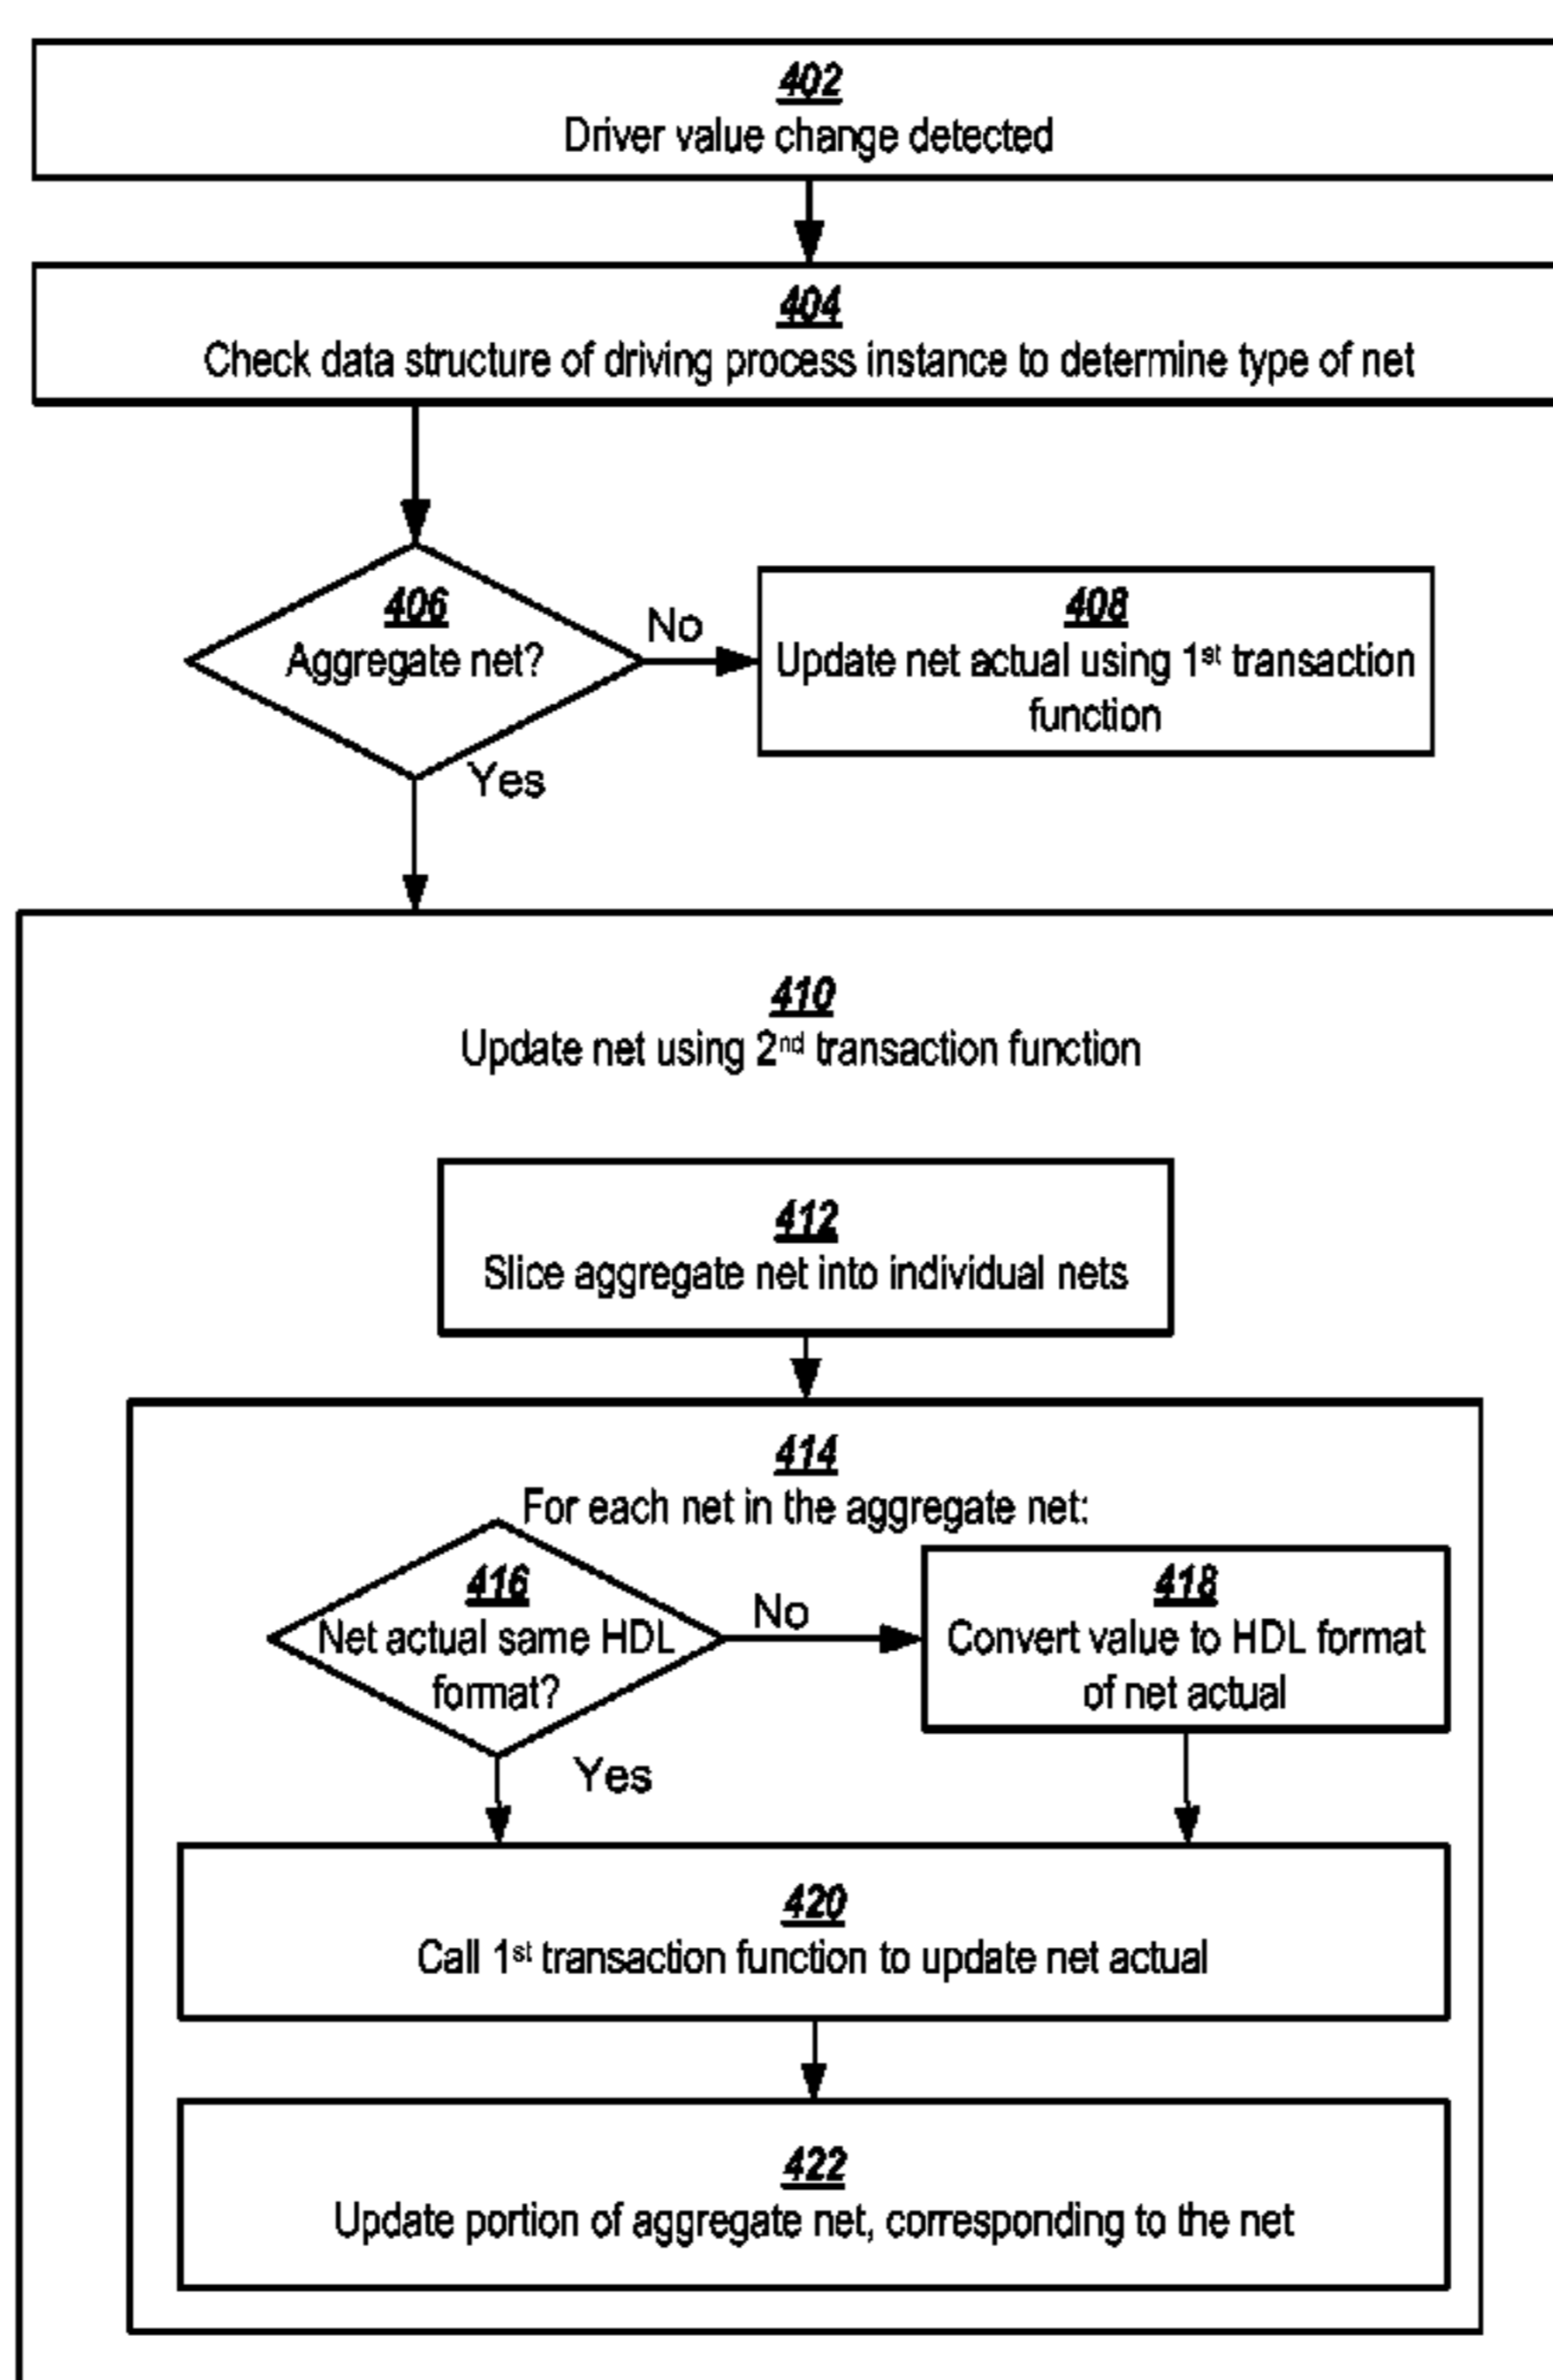 402
Driver value change detected
404
Check data structure of driving process instance to determine type of net
406
Aggregate net?
No
408
Update net actual using 1st transaction
function
Yes
410
Update net using 2nd transaction function
412
Slice aggregate net into individual nets
414
For each net in the aggregate net:
416
Net actual same HDL
format?
No
418
Convert value to HDL format
of net actual
Yes
420
Call 1st transaction function to update net actual
422
Update portion of aggregate net, corresponding to the net